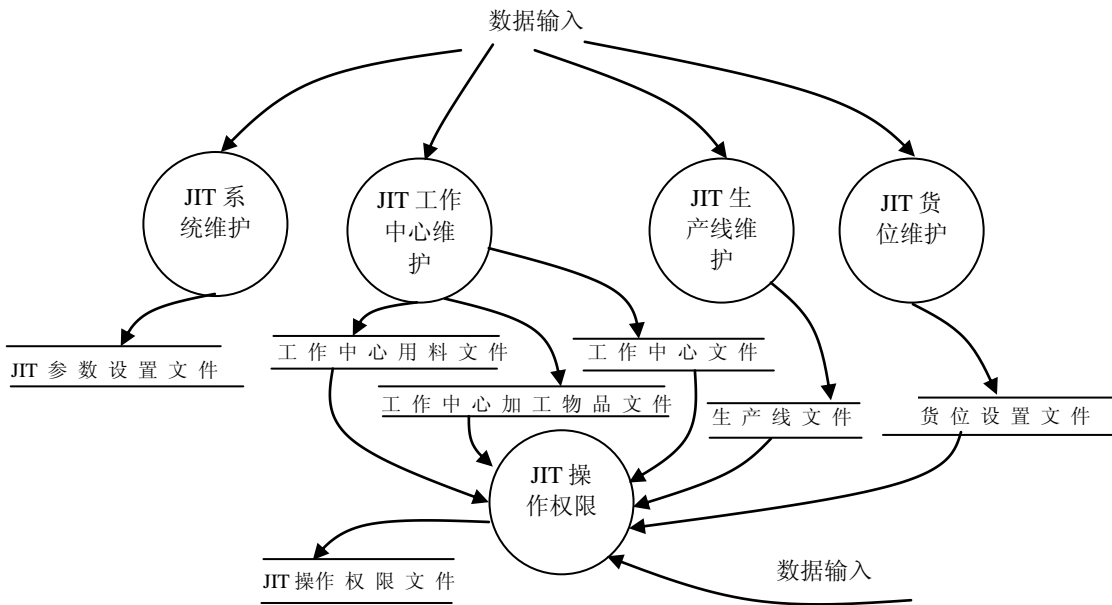 数据输入
JIT 系
统维护
JIT 工作
中心维
护
JIT 生
产线维
护
JIT 货
位维护
JIT 参数设置文件
工作中心用料文件
工作中心文件
工作中心加工物品文件
生产线文件
货位设置文件
JIT 操
作权限
JIT操作权限文件
数据输入